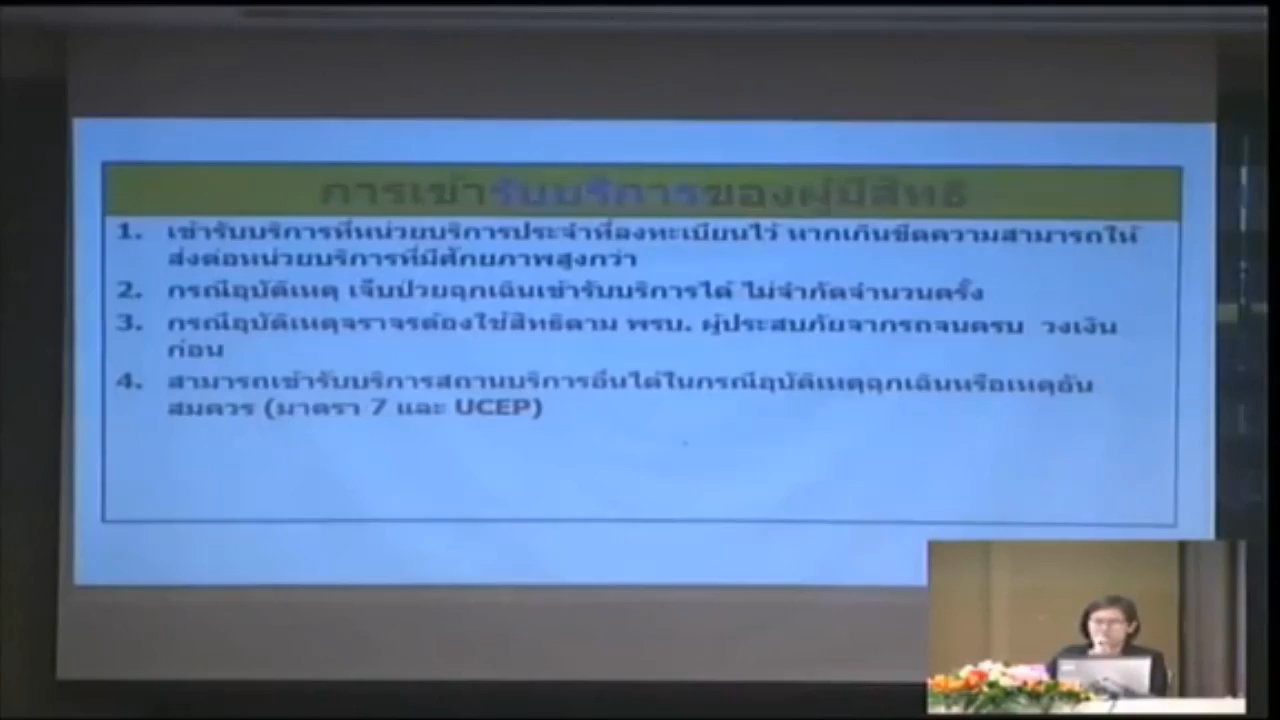 การเข้ารับบริการของผู้มีสิทธิ
1. เข้ารับบริการที่หน่วยบริการประจำที่ลงทะเบียนไว้ หากเกินขีดความสามารถให้
ส่งต่อหน่วยบริการที่มีศักยภาพสูงกว่า
2. กรณีอุบัติเหตุ เจ็บป่วยฉุกเฉินเข้ารับบริการได้ ไม่จำกัดจำนวนครั้ง
3. กรณีอุบัติเหตุจราจรต้องใช้สิทธิตาม พรบ. ผู้ประสบภัยจากรถจนครบ วงเงิน
ก่อน
4. สามารถเข้ารับบริการสถานบริการอื่นได้ในกรณีอุบัติเหตุฉุกเฉินหรือเหตุอัน
สมควร (มาตรา 7 และ UCEP)